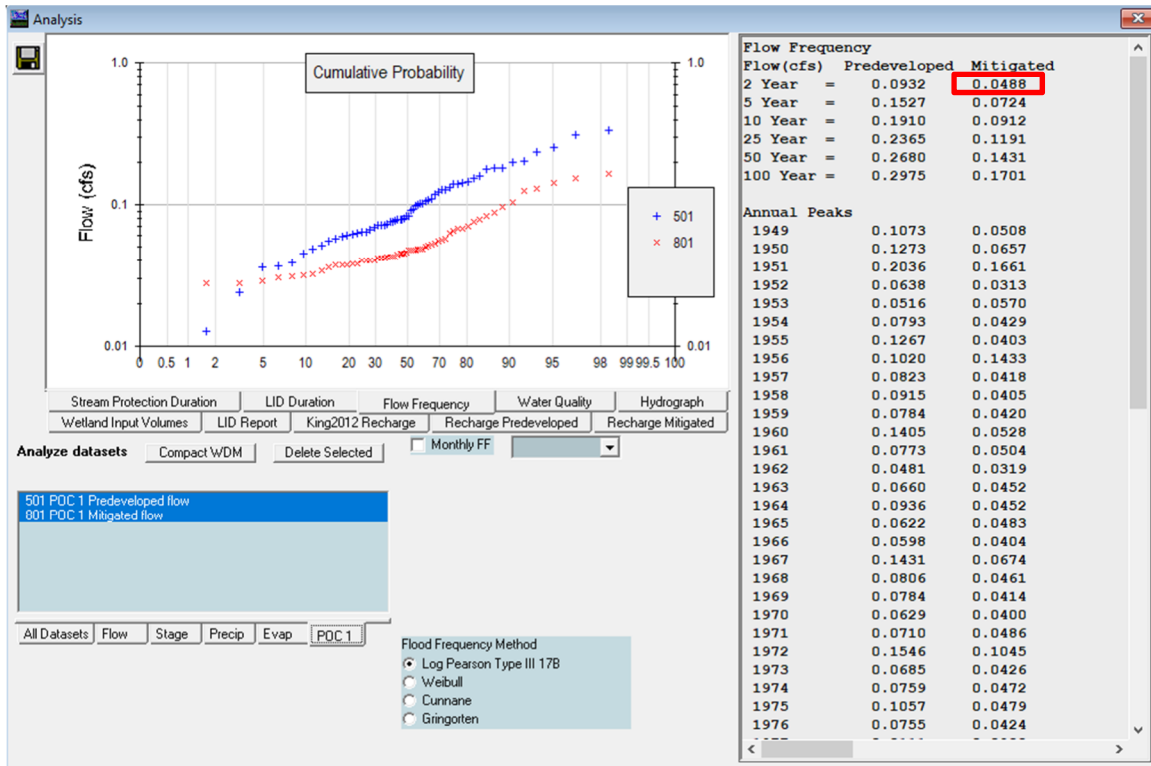 Analysis
Cumulative Probability
1.0
0.1
0.01
1.0
0.1
0.01
Flow (cfs)
501
801
0 0.5 1 2 5 10 20 30 50 70 80 90 95 98 99 99.5 100
Stream Protection Duration LID Duration Flow Frequency Water Quality Hydrograph
Wetland Input Volumes LID Report King2012 Recharge Recharge Predeveloped Recharge Mitigated
Analyze datasets Compact WDM Delete Selected Monthly FF
501 POC 1 Predeveloped flow
801 POC 1 Mitigated flow
All Datasets Flow Stage Precip Evap POC 1
Flood Frequency Method
Log Pearson Type III 17B
Weibull
Cunnane
Gringorten
Flow Frequency
Flow(cfs) Predeveloped Mitigated
2 Year = 0.0932 0.0488
5 Year = 0.1527 0.0724
10 Year = 0.1910 0.0912
25 Year = 0.2365 0.1191
50 Year = 0.2680 0.1431
100 Year = 0.2975 0.1701
Annual Peaks
1949 0.1073 0.0508
1950 0.1273 0.0657
1951 0.2036 0.1661
1952 0.0638 0.0313
1953 0.0516 0.0570
1954 0.0793 0.0429
1955 0.1267 0.0403
1956 0.1020 0.1433
1957 0.0823 0.0418
1958 0.0915 0.0405
1959 0.0784 0.0420
1960 0.1405 0.0528
1961 0.0773 0.0504
1962 0.0481 0.0319
1963 0.0660 0.0452
1964 0.0936 0.0452
1965 0.0622 0.0483
1966 0.0598 0.0404
1967 0.1431 0.0674
1968 0.0806 0.0461
1969 0.0784 0.0414
1970 0.0629 0.0400
1971 0.0710 0.0486
1972 0.1546 0.1045
1973 0.0685 0.0426
1974 0.0759 0.0472
1975 0.1057 0.0479
1976 0.0755 0.0424